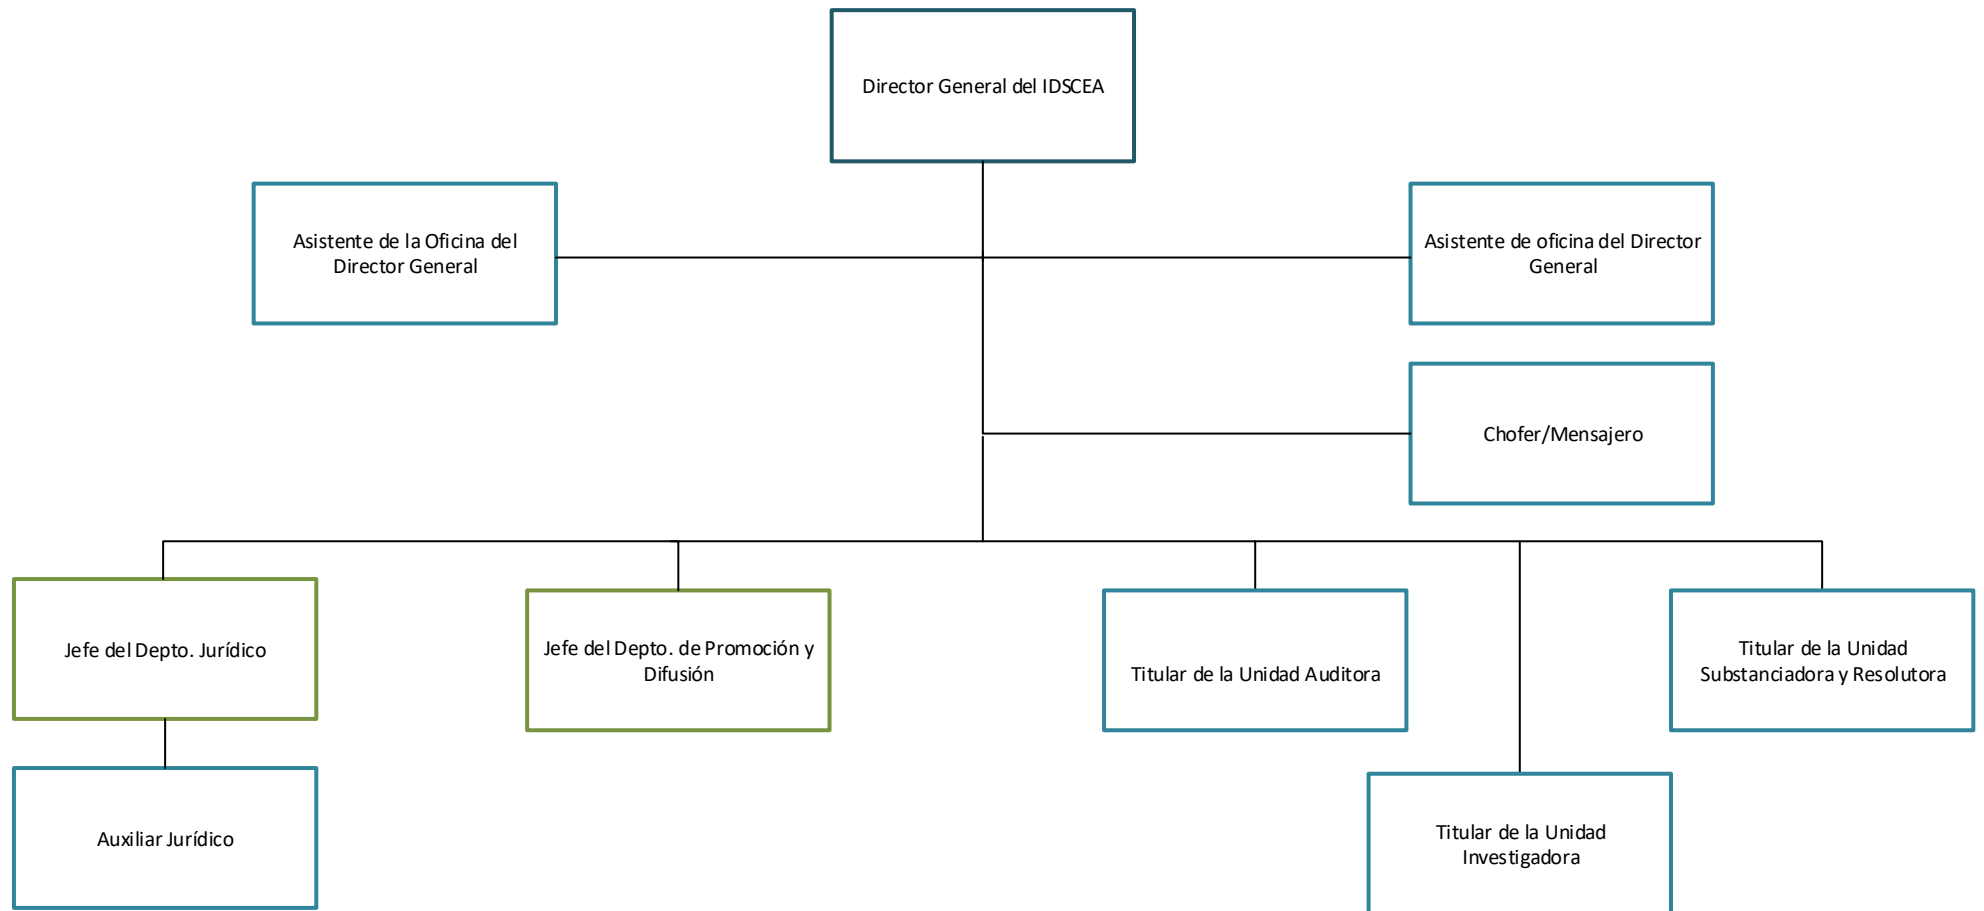 Director General del IDSCEA
Asistente de la Oficina del
Director General
Asistente de oficina del Director
General
Chofer/Mensajero
Jefe del Depto. Jurídico
Jefe del Depto. de Promoción y
Difusión
Titular de la Unidad Auditora
Titular de la Unidad
Substanciadora y Resolutora
Auxiliar Jurídico
Titular de la Unidad
Investigadora